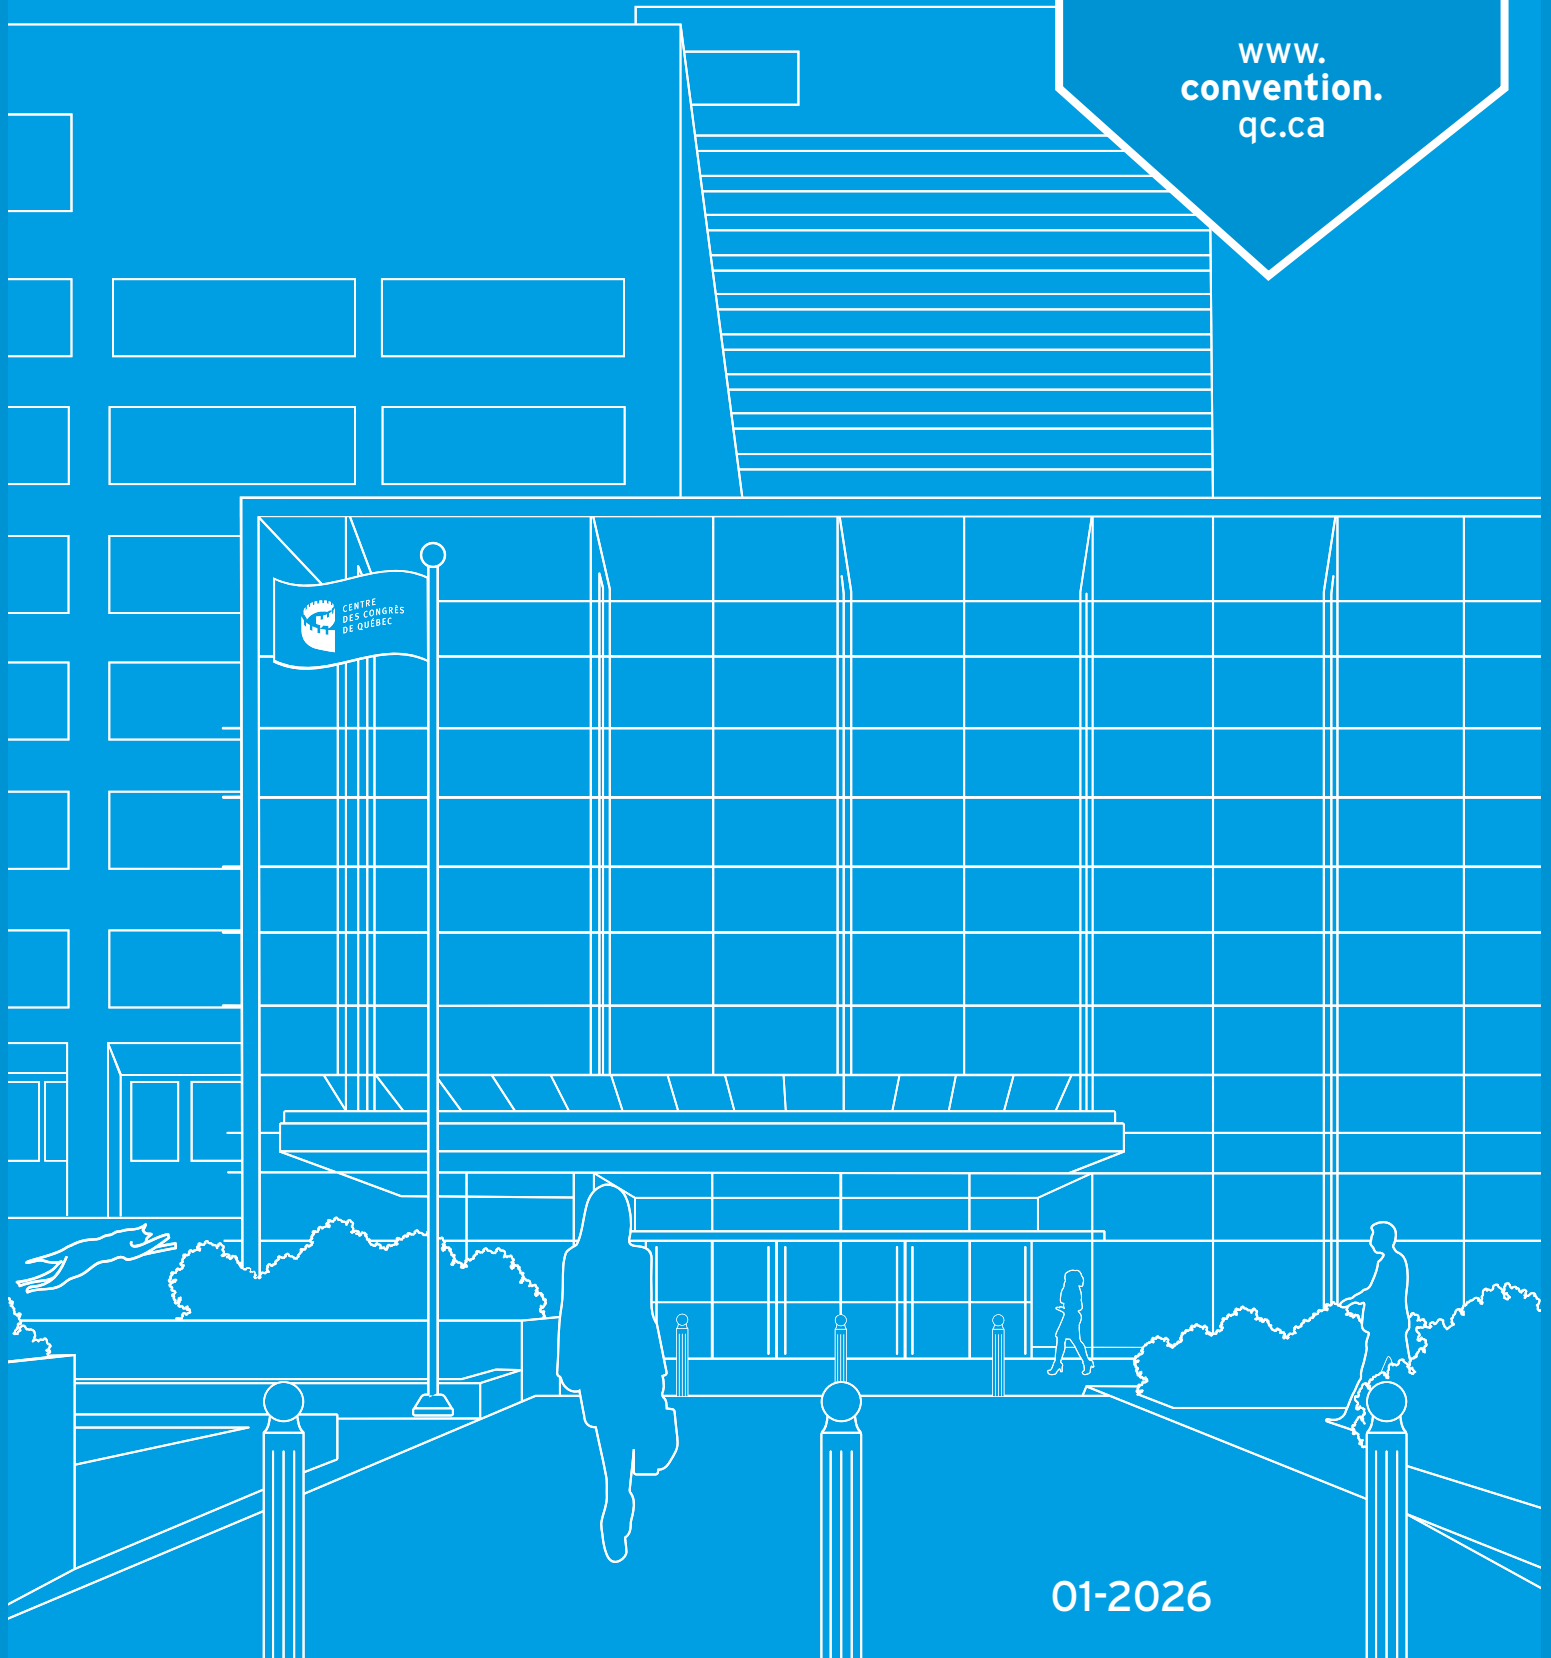 www.
convention.
qc.ca
CENTRE
DES CONGRÈS
DE QUÉBEC
01-2026